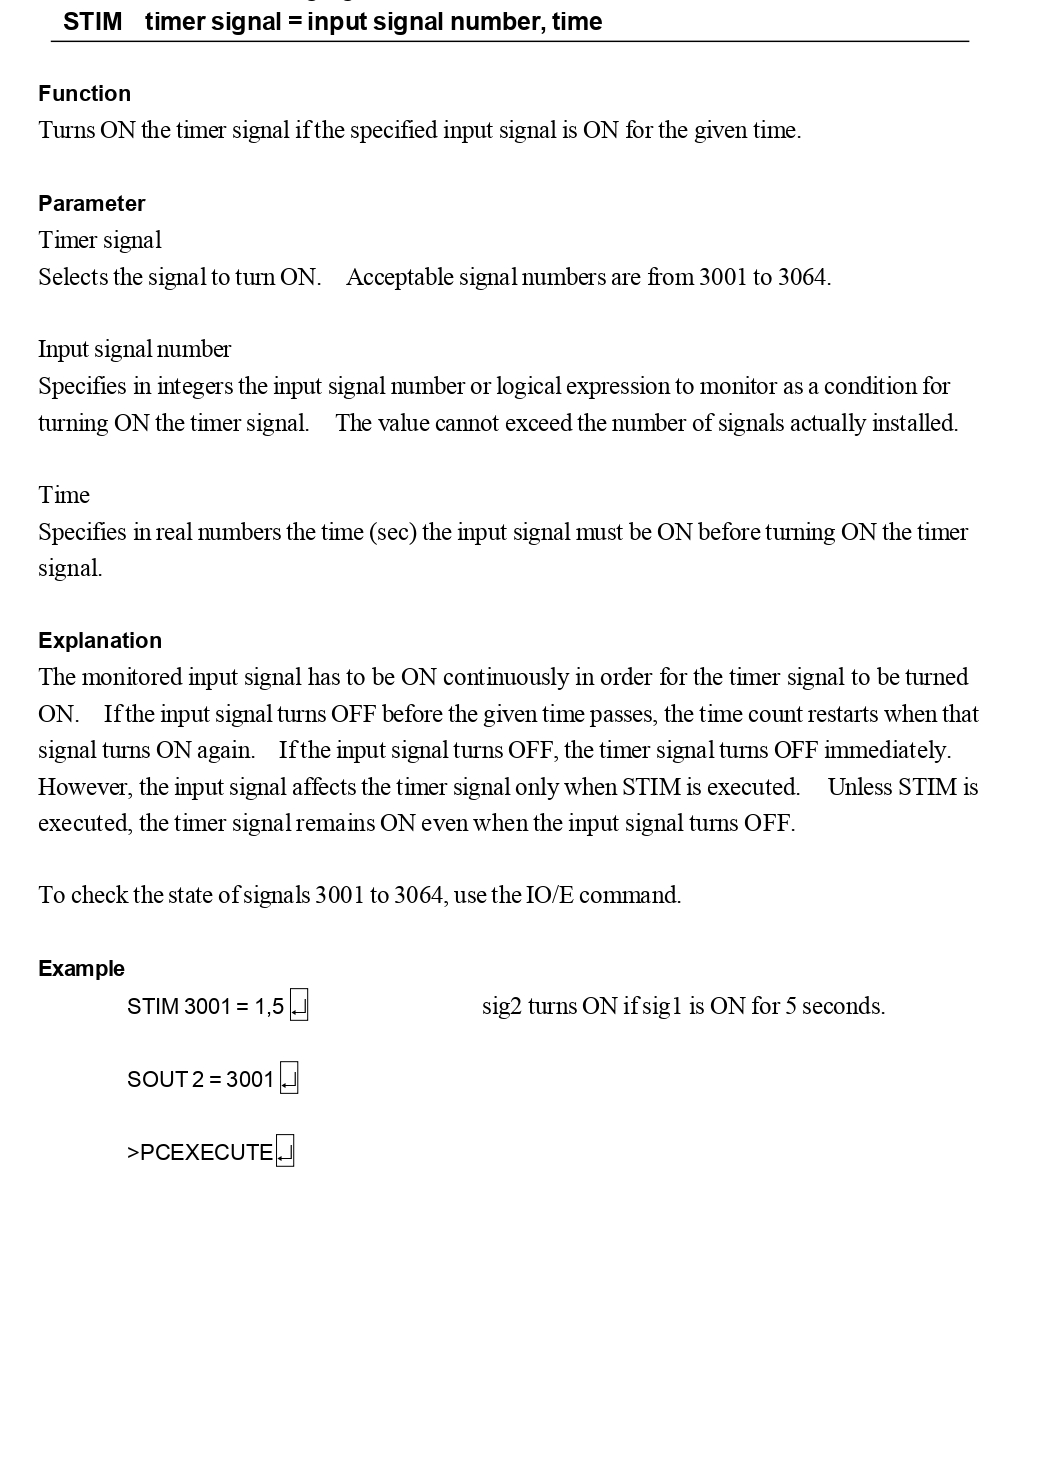 STIM timer signal = input signal number, time
Function
Turns ON the timer signal if the specified input signal is ON for the given time.
Parameter
Timer signal
Selects the signal to turn ON. Acceptable signal numbers are from 3001 to 3064.
Input signal number
Specifies in integers the input signal number or logical expression to monitor as a condition for
turning ON the timer signal. The value cannot exceed the number of signals actually installed.
Time
Specifies in real numbers the time (sec) the input signal must be ON before turning ON the timer
signal.
Explanation
The monitored input signal has to be ON continuously in order for the timer signal to be turned
ON. If the input signal turns OFF before the given time passes, the time count restarts when that
signal turns ON again. If the input signal turns OFF, the timer signal turns OFF immediately.
However, the input signal affects the timer signal only when STIM is executed. Unless STIM is
executed, the timer signal remains ON even when the input signal turns OFF.
To check the state of signals 3001 to 3064, use the IO/E command.
Example
STIM 3001 = 1,5↵ sig2 turns ON if sig1 is ON for 5 seconds.
SOUT 2 = 3001↵
>PCEXECUTE↵